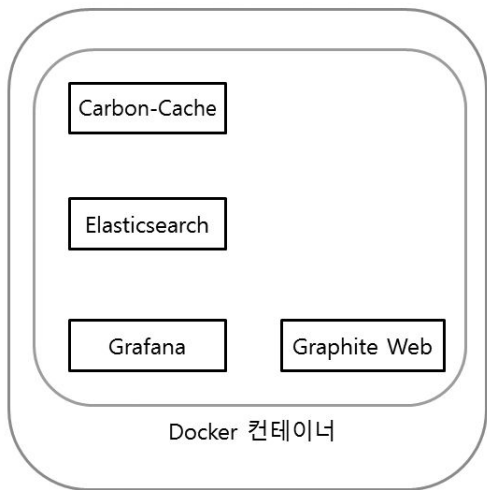 Carbon-Cache
Elasticsearch
Grafana
Graphite Web
Docker 컨테이너